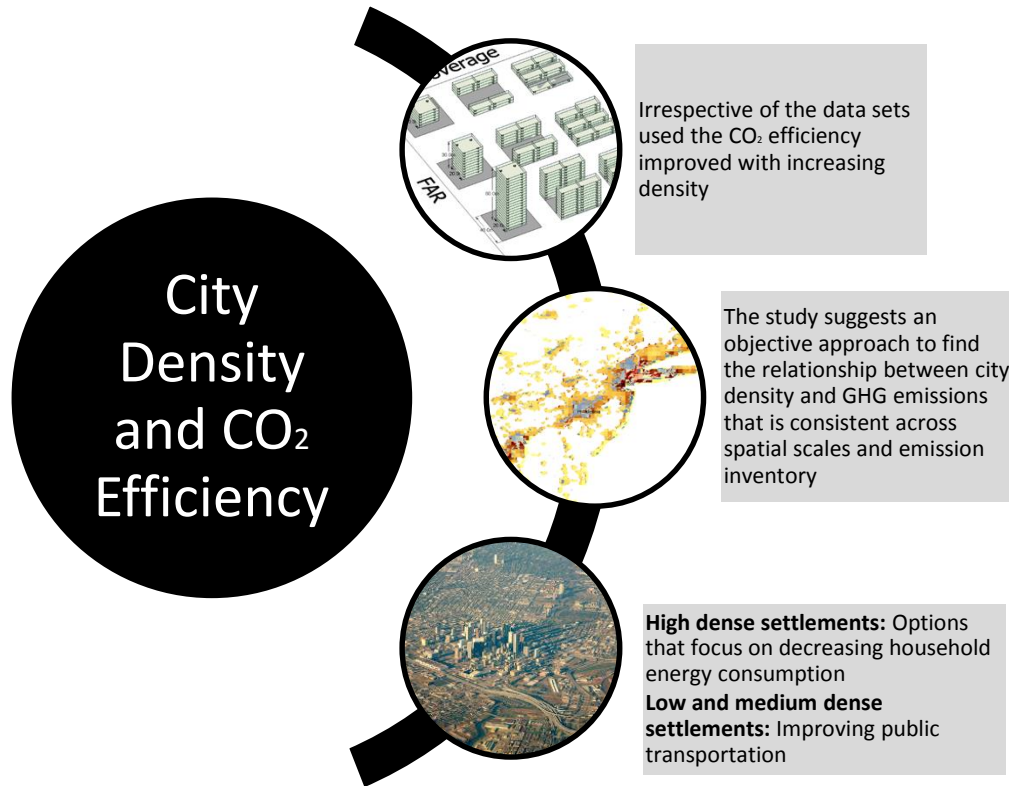 City
Density
and CO₂
Efficiency
overage
FAR
Irrespective of the data sets
used the CO₂ efficiency
improved with increasing
density
The study suggests an
objective approach to find
the relationship between city
density and GHG emissions
that is consistent across
spatial scales and emission
inventory
High dense settlements: Options
that focus on decreasing household
energy consumption
Low and medium dense
settlements: Improving public
transportation